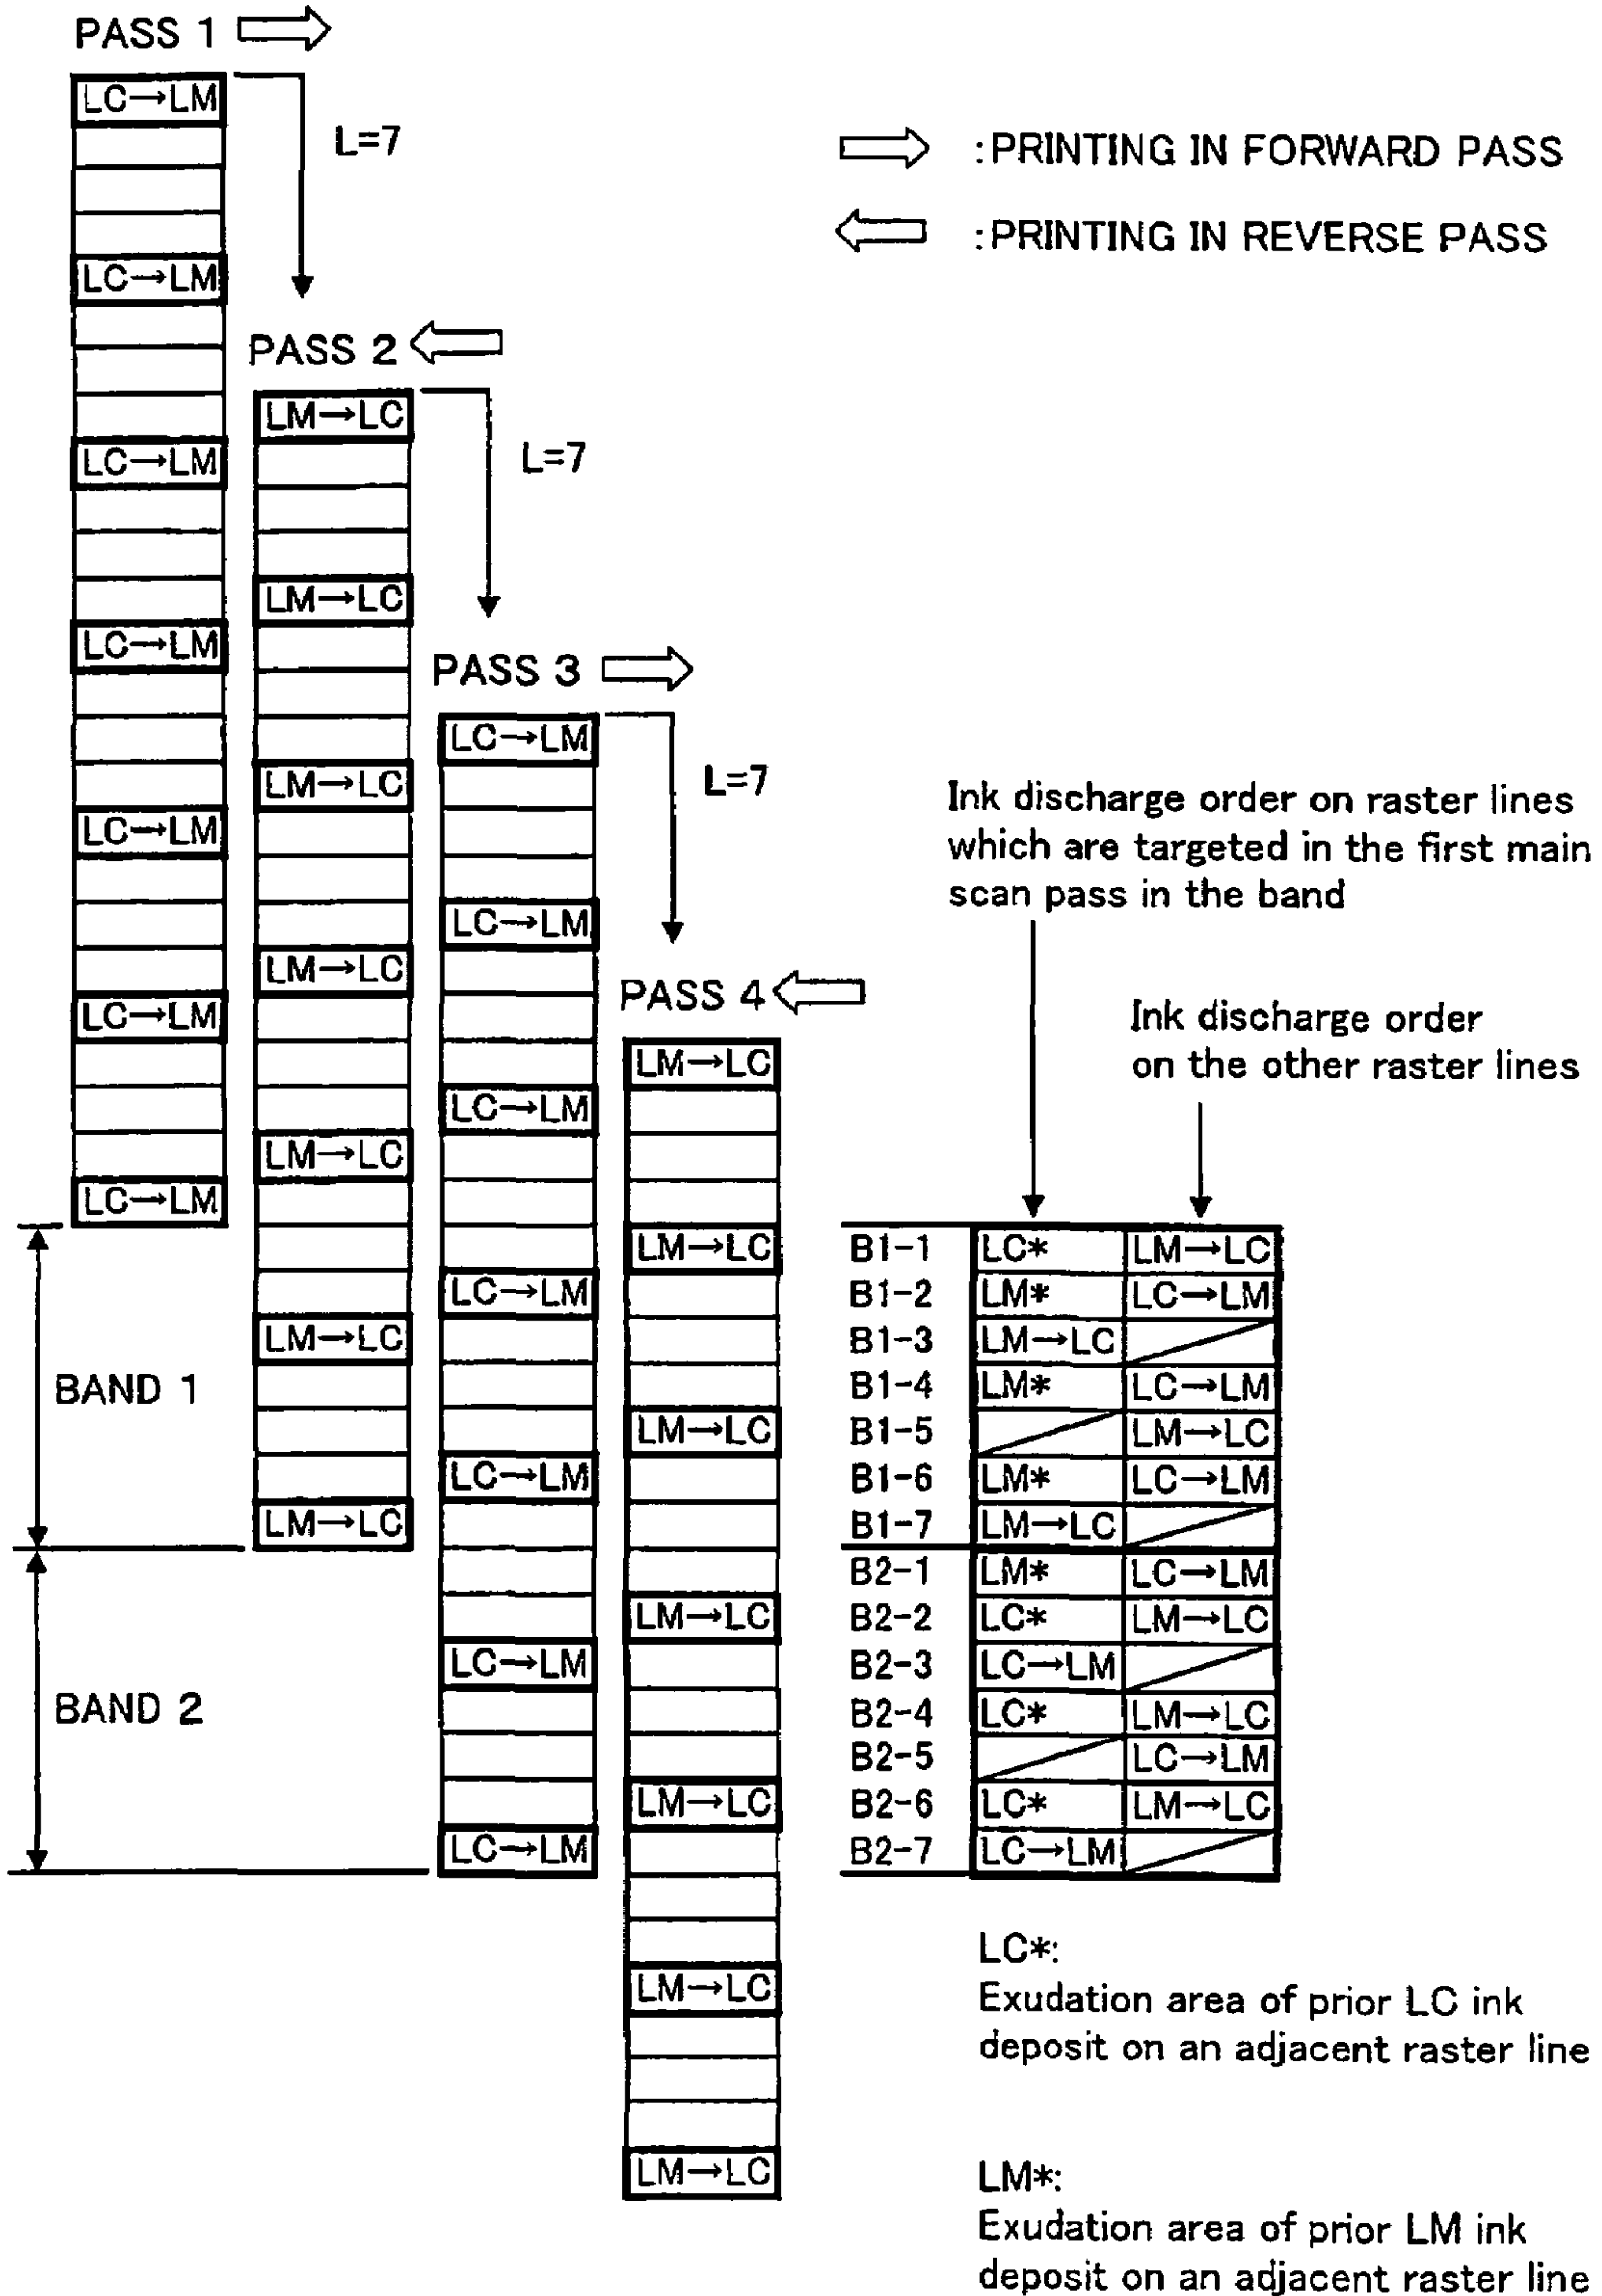 PASS 1
LC→LM
L=7
:PRINTING IN FORWARD PASS
:PRINTING IN REVERSE PASS
LC→LM
PASS 2
LM→LC
LC→LM
L=7
LM→LC
LC→LM
PASS 3
LC→LM
LM→LC
L=7
LC→LM
Ink discharge order on raster lines
which are targeted in the first main
scan pass in the band
LC→LM
LM→LC
PASS 4
LC→LM
Ink discharge order
on the other raster lines
LM→LC
LC→LM
LM→LC
LC→LM
LM→LC B1-1 LC* LM→LC
LC→LM B1-2 LM* LC→LM
LM→LC B1-3 LM→LC
BAND 1 B1-4 LM* LC→LM
LM→LC B1-5 LM→LC
LC→LM B1-6 LM* LC→LM
LM→LC B1-7 LM→LC
B2-1 LM* LC→LM
LM→LC B2-2 LC* LM→LC
LC→LM B2-3 LC→LM
BAND 2 B2-4 LC* LM→LC
B2-5 LC→LM
LM→LC B2-6 LC* LM→LC
LC→LM B2-7 LC→LM
LC*:
LM→LC
Exudation area of prior LC ink
deposit on an adjacent raster line
LM→LC
LM*:
Exudation area of prior LM ink
deposit on an adjacent raster line